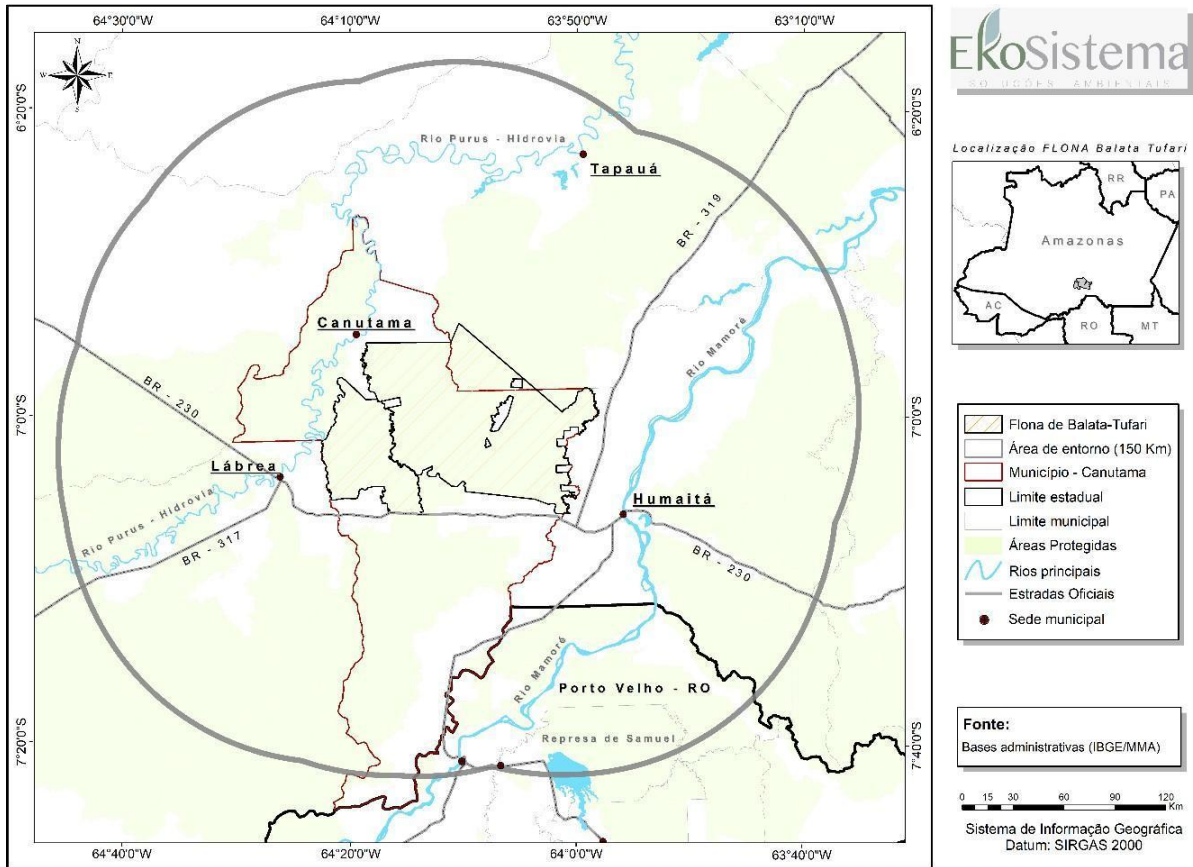 64°30'0"W
64°10'0"W
63°50'0"W
63°10'0"W
N
W
S
6°20'0"S
6°20'0"S
Rio Purus - Hidrovia
Tapauá
BR - 319
Canutama
Rio Mamoré
BR - 230
7°0'0"S
7°0'0"S
Lábrea
Humaitá
Rio Purus - Hidrovia
BR - 317
BR - 230
Rio Mamoré
Porto Velho - RO
Represa de Samuel
7°20'0"S
7°40'0"S
64°40'0"W
64°20'0"W
64°0'0"W
63°40'0"W
EkoSistema
SOLUÇÕES AMBIENTAIS
Localização FLONA Balata Tufari
RR
PA
Amazonas
AC
RO
MT
Flona de Balata-Tufari
Área de entorno (150 Km)
Município - Canutama
Limite estadual
Limite municipal
Áreas Protegidas
Rios principais
Estradas Oficiais
Sede municipal
Fonte:
Bases administrativas (IBGE/MMA)
0 15 30 60 90 120
Km
Sistema de Informação Geográfica
Datum: SIRGAS 2000